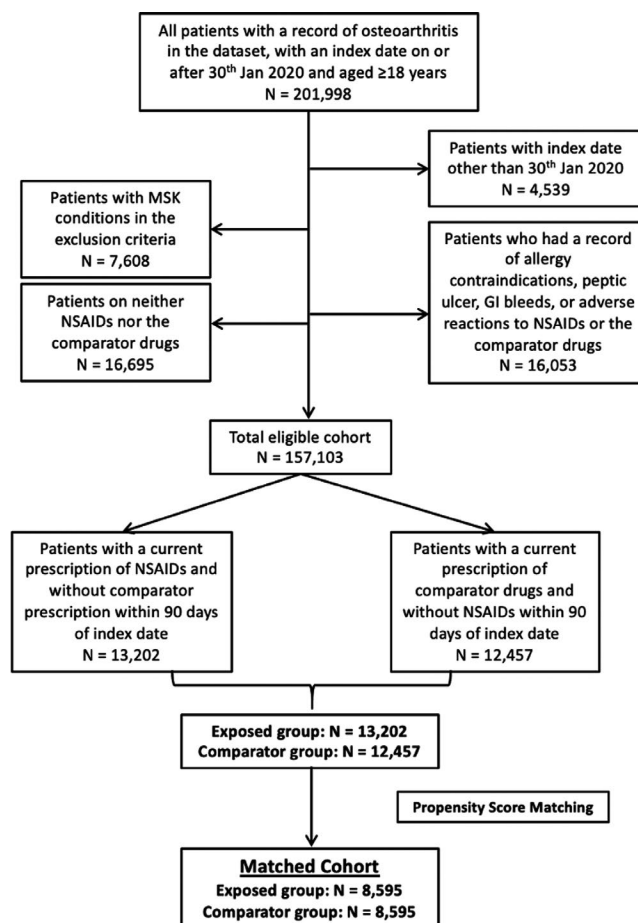 All patients with a record of osteoarthritis
in the dataset, with an index date on or
after 30th Jan 2020 and aged ≥18 years
N = 201,998
Patients with index date
other than 30th Jan 2020
N = 4,539
Patients with MSK
conditions in the
exclusion criteria
N = 7,608
Patients who had a record of
allergy
contraindications, peptic
ulcer, GI bleeds, or adverse
reactions to NSAIDs or the
comparator drugs
N = 16,053
Patients on neither
NSAIDs nor the
comparator drugs
N = 16,695
Total eligible cohort
N = 157,103
Patients with a current
prescription of NSAIDs and
without comparator
prescription within 90 days
of index date
N = 13,202
Patients with a current
prescription of
comparator drugs and
without NSAIDs within 90
days of index date
N = 12,457
Exposed group: N = 13,202
Comparator group: N = 12,457
Propensity Score Matching
Matched Cohort
Exposed group: N = 8,595
Comparator group: N = 8,595